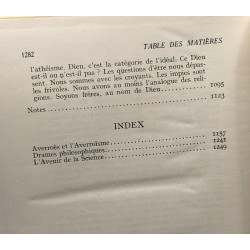 1282 TABLE DES MATIÈRES
l'athéisme. Dieu, c'est la catégorie de l'idéal. Ce Dieu
est-il ou n'est-il pas ? Les questions d'être nous dépas-
sent. Nous sommes avec les croyants. Les impies sont
les frivoles. Nous avons au moins l'analogue des reli-
gions. Soyons frères, au nom de Dieu 1095
Notes 1123
INDEX
Averroès et l'Averroïsme 1237
Drames philosophiques 1241
L'Avenir de la Science 1249